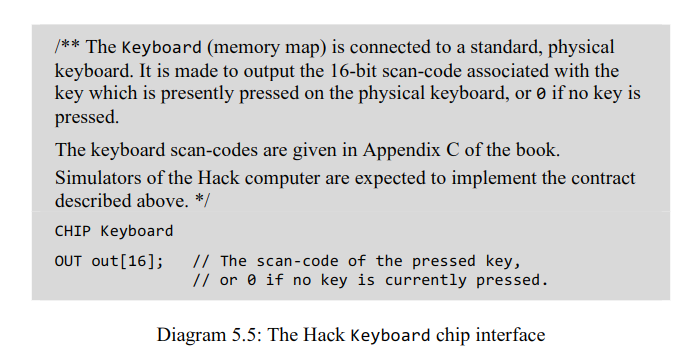 /** The Keyboard (memory map) is connected to a standard, physical
keyboard. It is made to output the 16-bit scan-code associated with the
key which is presently pressed on the physical keyboard, or 0 if no key is
pressed.
The keyboard scan-codes are given in Appendix C of the book.
Simulators of the Hack computer are expected to implement the contract
described above. */
CHIP Keyboard
OUT out[16];   // The scan-code of the pressed key,
// or 0 if no key is currently pressed.
Diagram 5.5: The Hack Keyboard chip interface